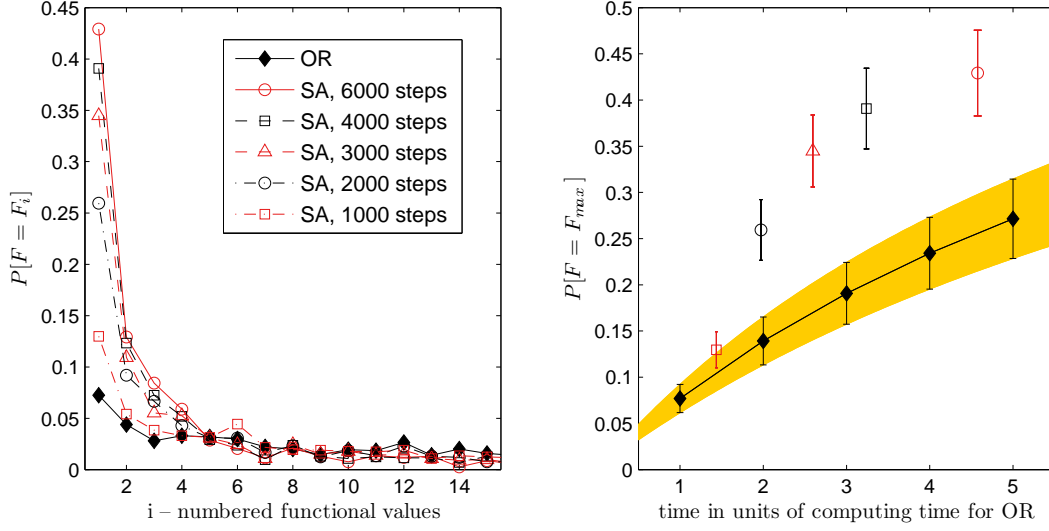 0.45
0.4
0.35
0.3
0.25
0.2
0.15
0.1
0.05
0
P[F = F_i]
2 4 6 8 10 12 14
i – numbered functional values
OR
SA, 6000 steps
SA, 4000 steps
SA, 3000 steps
SA, 2000 steps
SA, 1000 steps
0.5
0.45
0.4
0.35
0.3
0.25
0.2
0.15
0.1
0.05
0
P[F = F_{max}]
1 2 3 4 5
time in units of computing time for OR